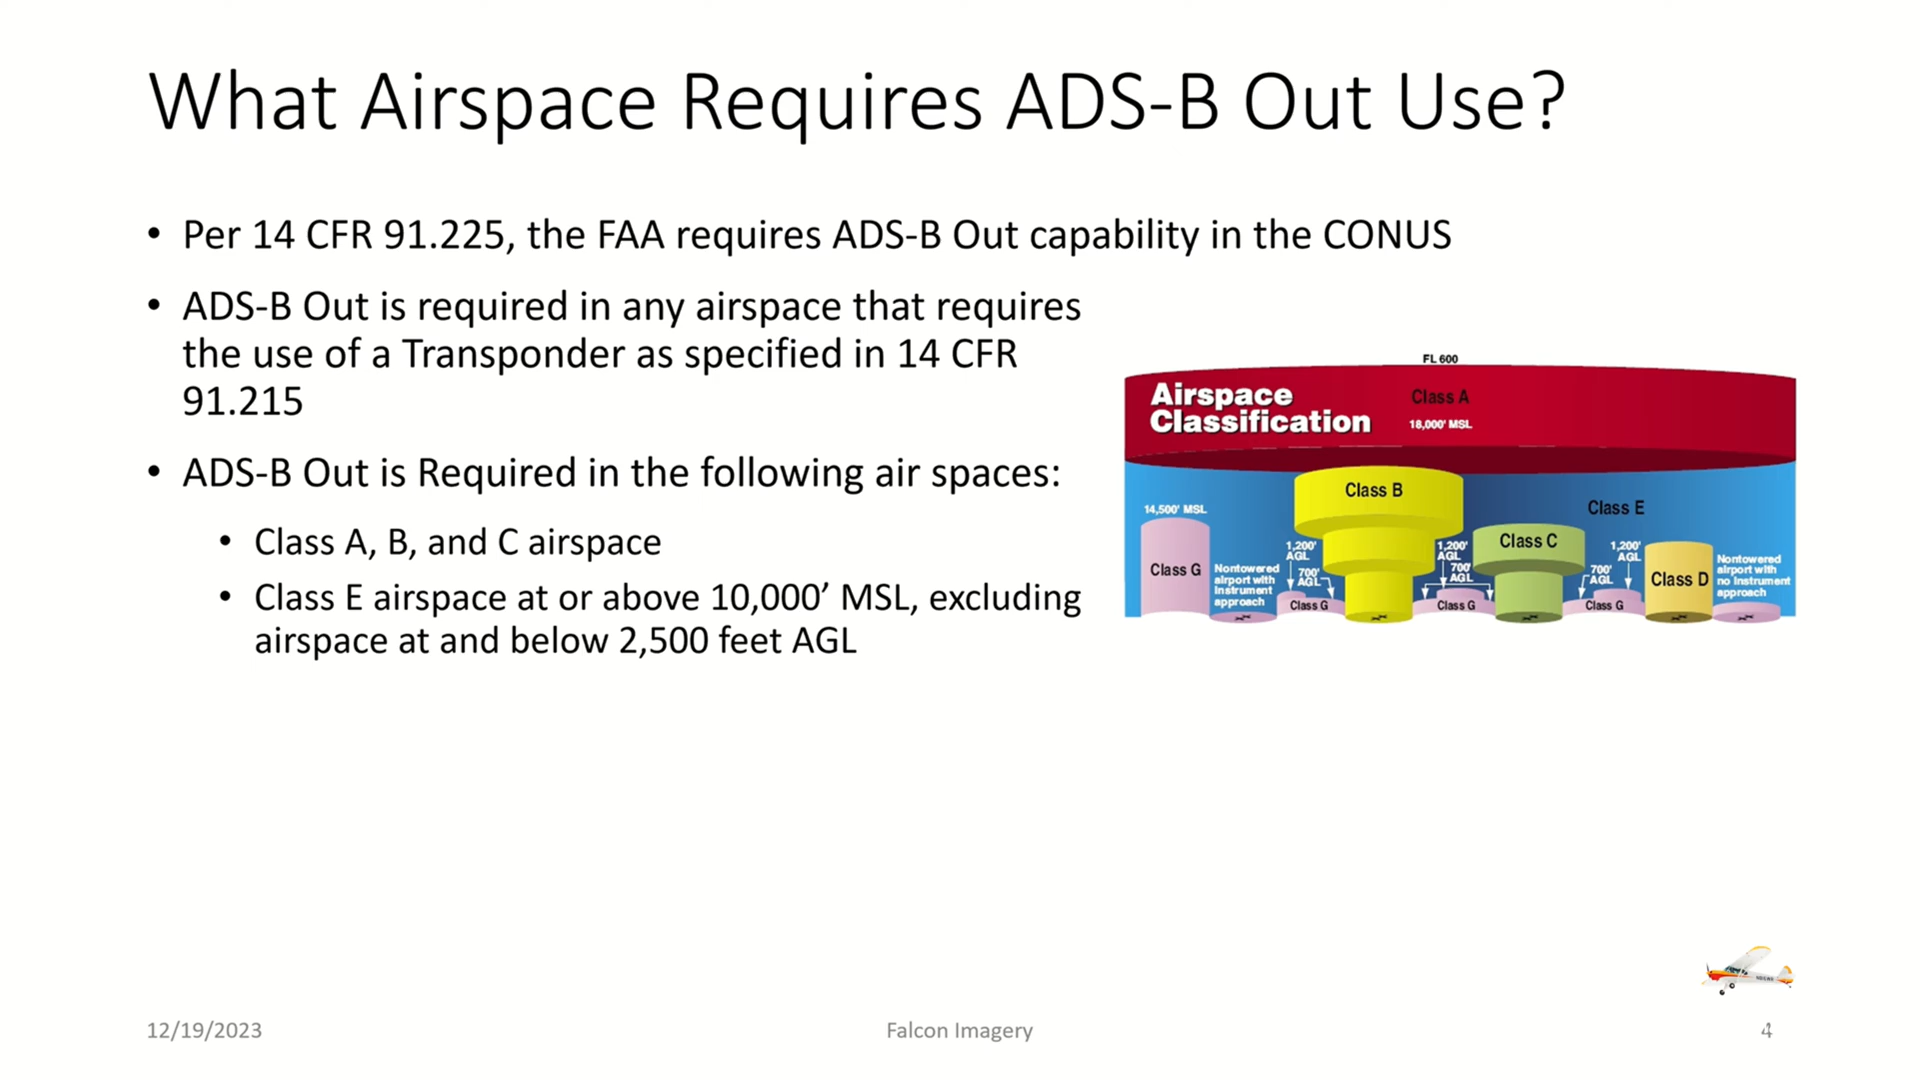 What Airspace Requires ADS-B Out Use?
• Per 14 CFR 91.225, the FAA requires ADS-B Out capability in the CONUS
• ADS-B Out is required in any airspace that requires
the use of a Transponder as specified in 14 CFR
91.215
• ADS-B Out is Required in the following air spaces:
• Class A, B, and C airspace
• Class E airspace at or above 10,000’ MSL, excluding
airspace at and below 2,500 feet AGL
FL 600
Airspace
Classification
Class A
18,000' MSL
Class B
Class E
14,500' MSL
Class G
Nontowered
airport with
instrument
approach
1,200'
AGL
700'
AGL
Class G
1,200'
AGL
700'
AGL
Class G
Class C
1,200'
AGL
700'
AGL
Class G
Class D
Nontowered
airport with
no instrument
approach
12/19/2023
Falcon Imagery